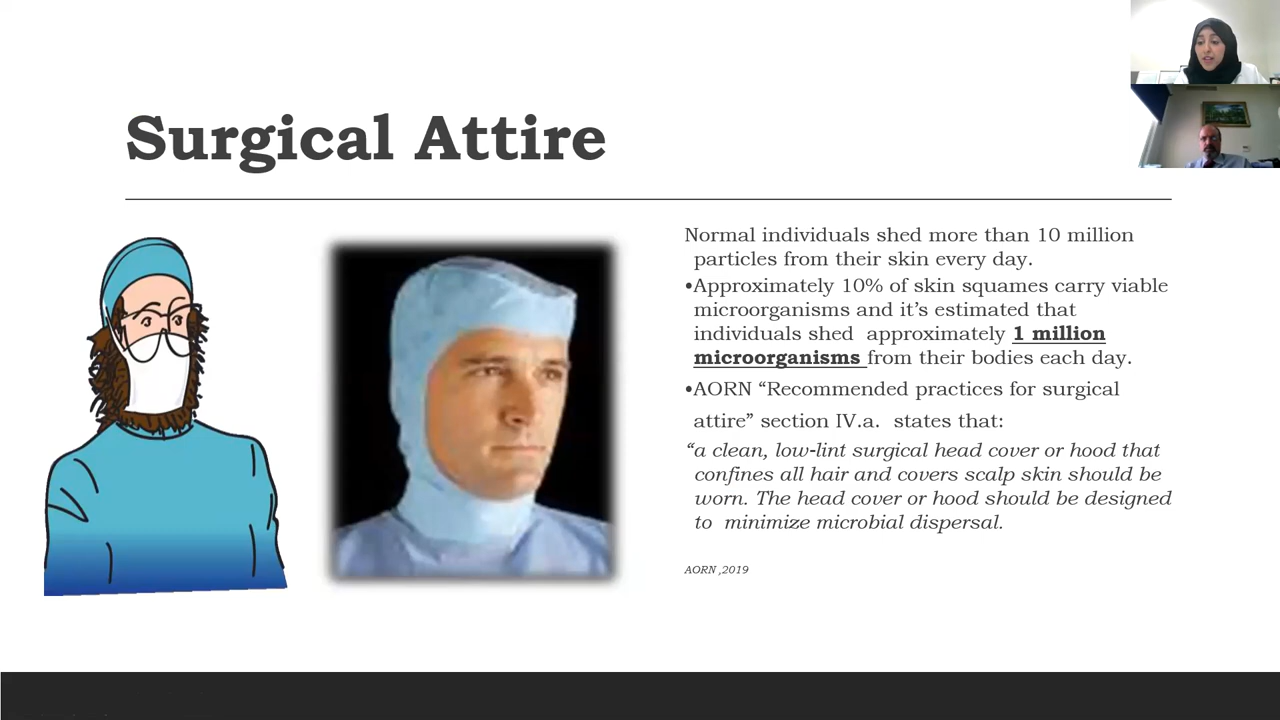 Surgical Attire
Normal individuals shed more than 10 million
particles from their skin every day.
•Approximately 10% of skin squames carry viable
microorganisms and it’s estimated that
individuals shed approximately 1 million
microorganisms from their bodies each day.
•AORN “Recommended practices for surgical
attire” section IV.a. states that:
“a clean, low-lint surgical head cover or hood that
confines all hair and covers scalp skin should be
worn. The head cover or hood should be designed
to minimize microbial dispersal.
AORN ,2019